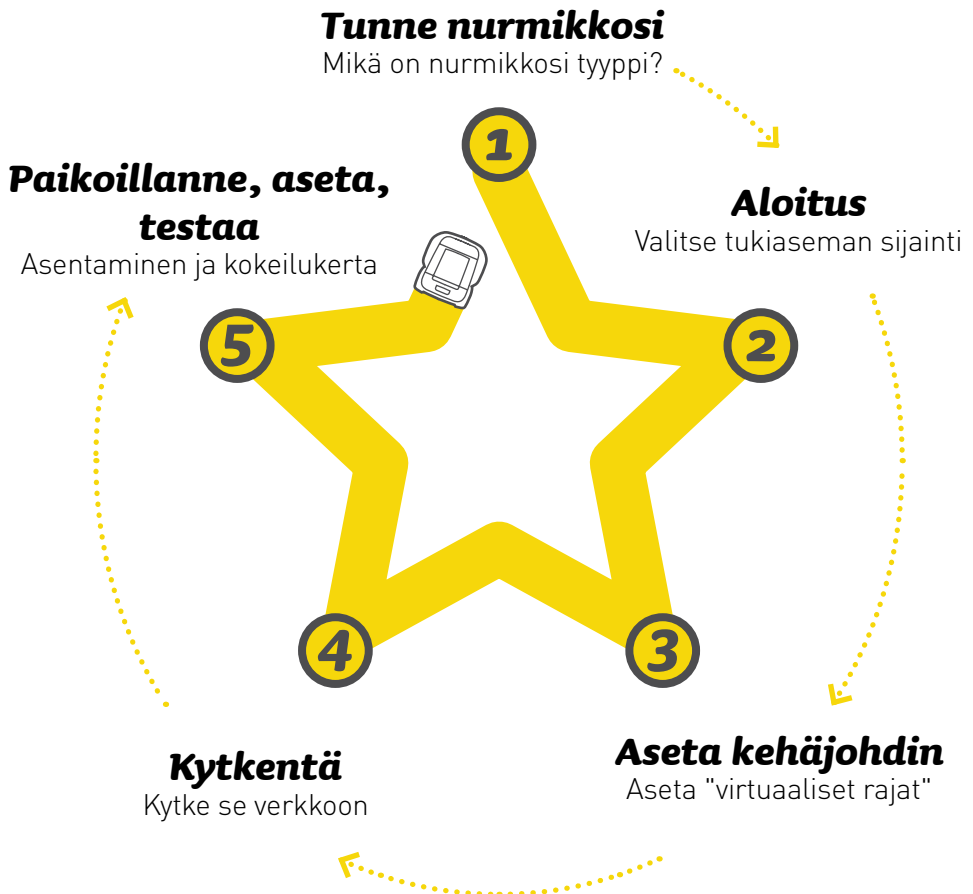 Tunne nurmikkosi
Mikä on nurmikkosi tyyppi?
1
Aloitus
Valitse tukiaseman sijainti
2
Aseta kehäjohdin
Aseta "virtuaaliset rajat"
3
Kytkentä
Kytke se verkkoon
4
Paikoillanne, aseta,
testaa
Asentaminen ja kokeilukerta
5